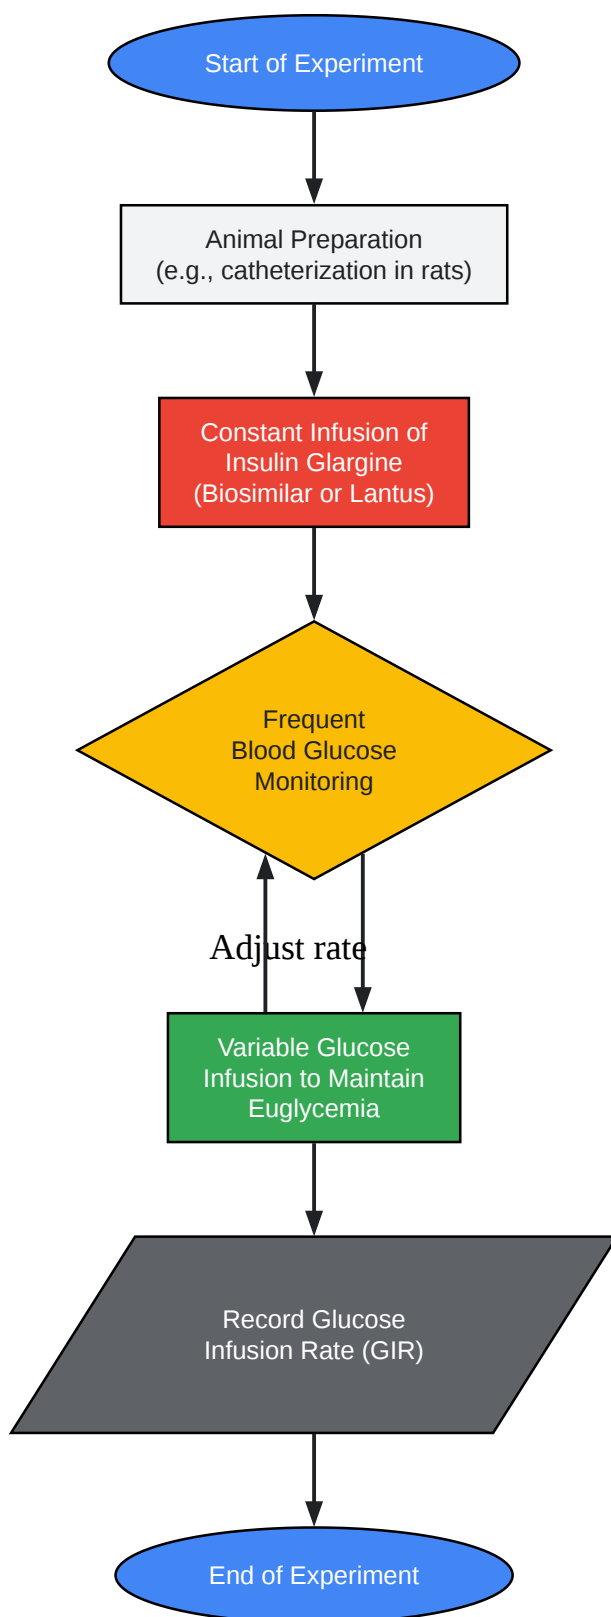 Start of Experiment
Animal Preparation
(e.g., catheterization in rats)
Constant Infusion of
Insulin Glargine
(Biosimilar or Lantus)
Frequent
Blood Glucose
Monitoring
Adjust rate
Variable Glucose
Infusion to Maintain
Euglycemia
Record Glucose
Infusion Rate (GIR)
End of Experiment